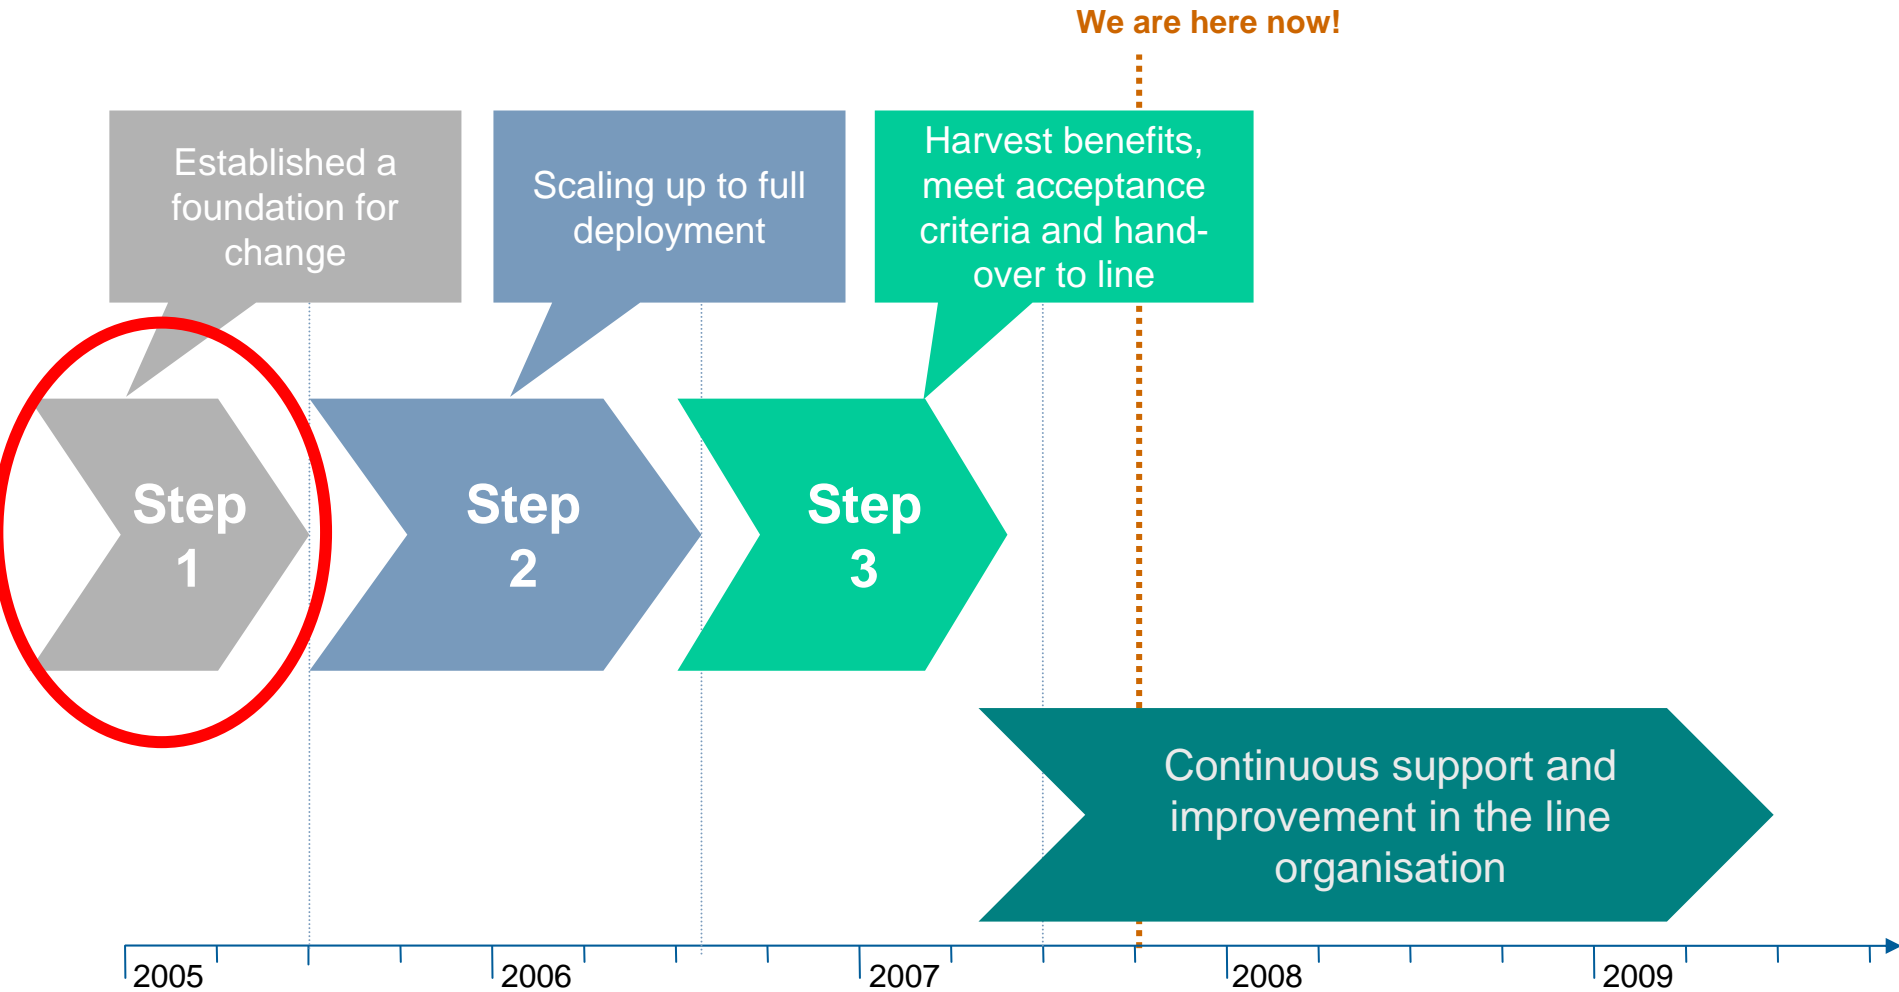 We are here now!
Established a
foundation for
change
Scaling up to full
deployment
Harvest benefits,
meet acceptance
criteria and hand-
over to line
Step
1
Step
2
Step
3
Continuous support and
improvement in the line
organisation
2005
2006
2007
2008
2009